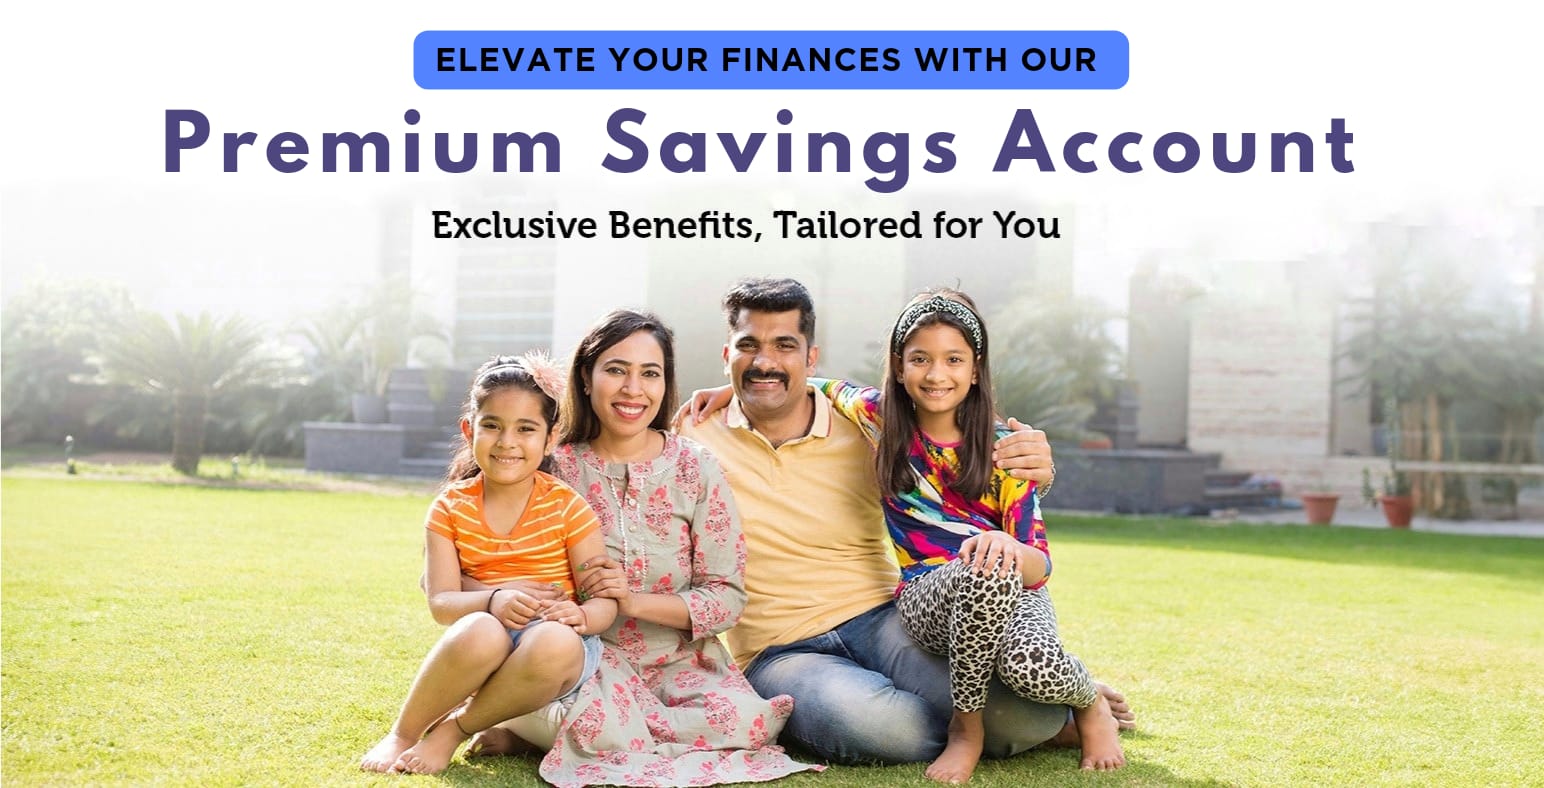 ELEVATE YOUR FINANCES WITH OUR
Premium Savings Account
Exclusive Benefits, Tailored for You